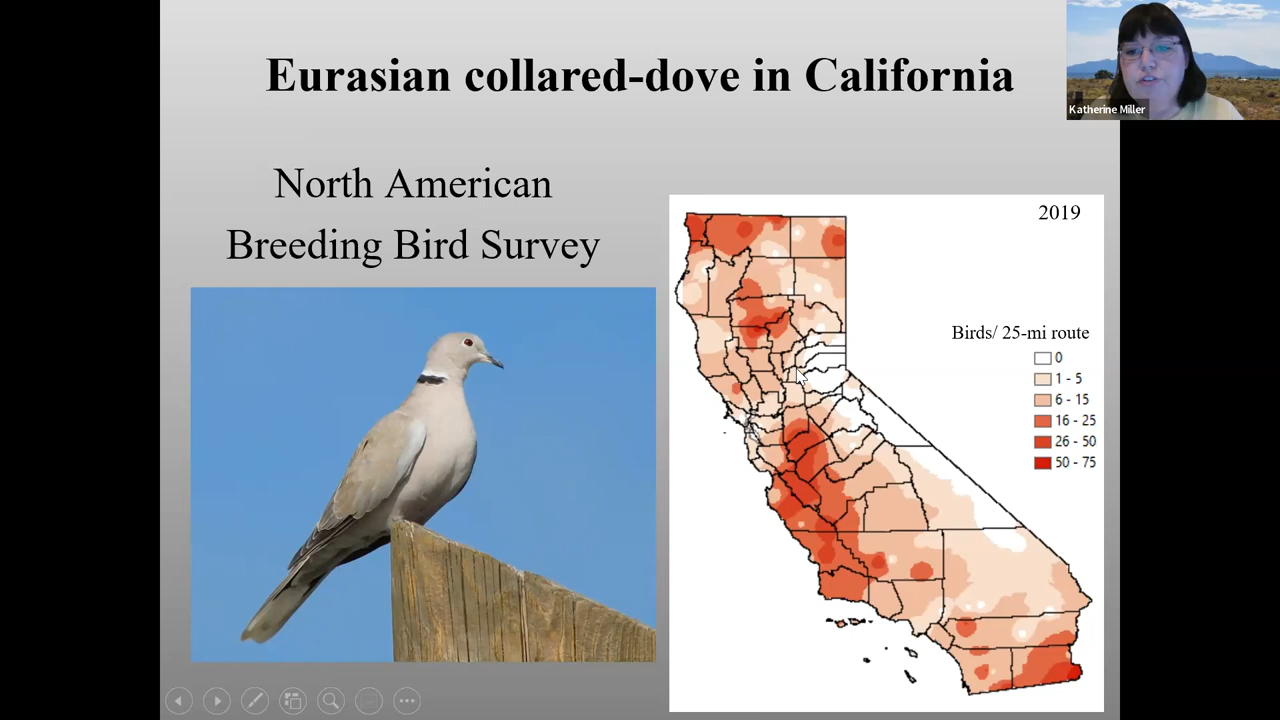 Eurasian collared-dove in California
Katherine Miller
North American
Breeding Bird Survey
2019
Birds/ 25-mi route
0
1 - 5
6 - 15
16 - 25
26 - 50
50 - 75